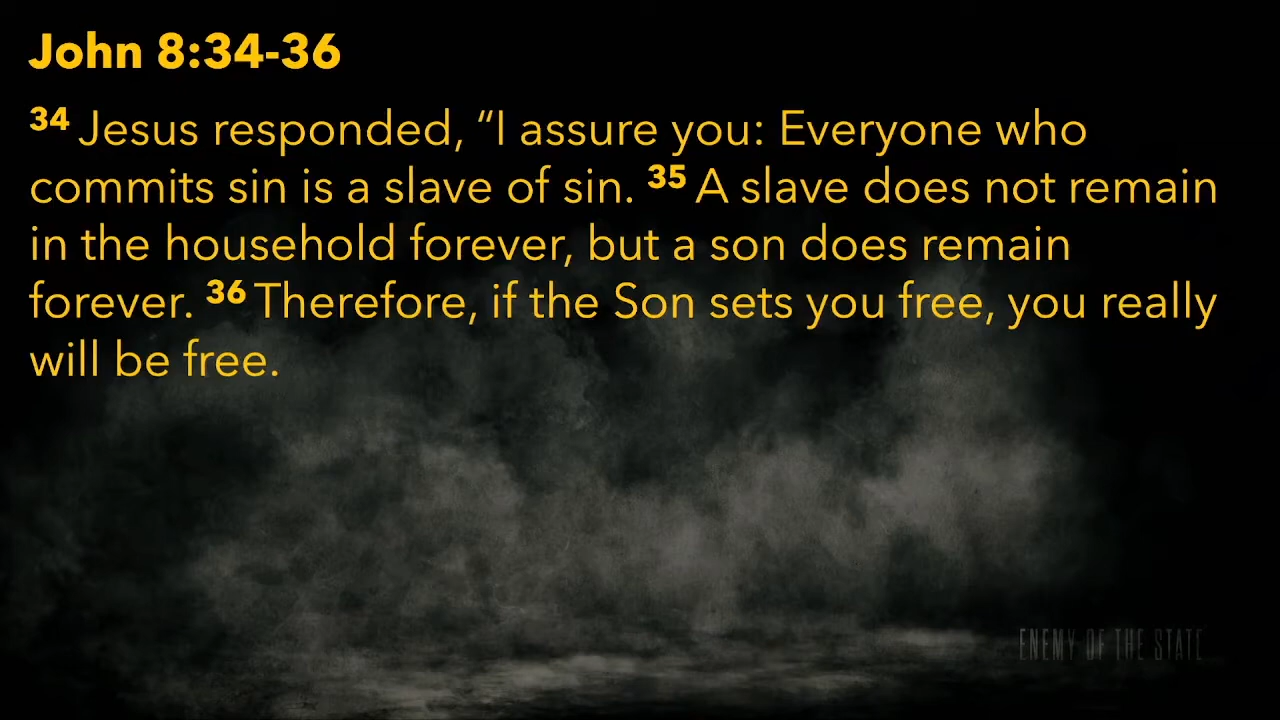 John 8:34-36
34 Jesus responded, “I assure you: Everyone who
commits sin is a slave of sin. 35 A slave does not remain
in the household forever, but a son does remain
forever. 36 Therefore, if the Son sets you free, you really
will be free.
ENEMY OF THE STATE